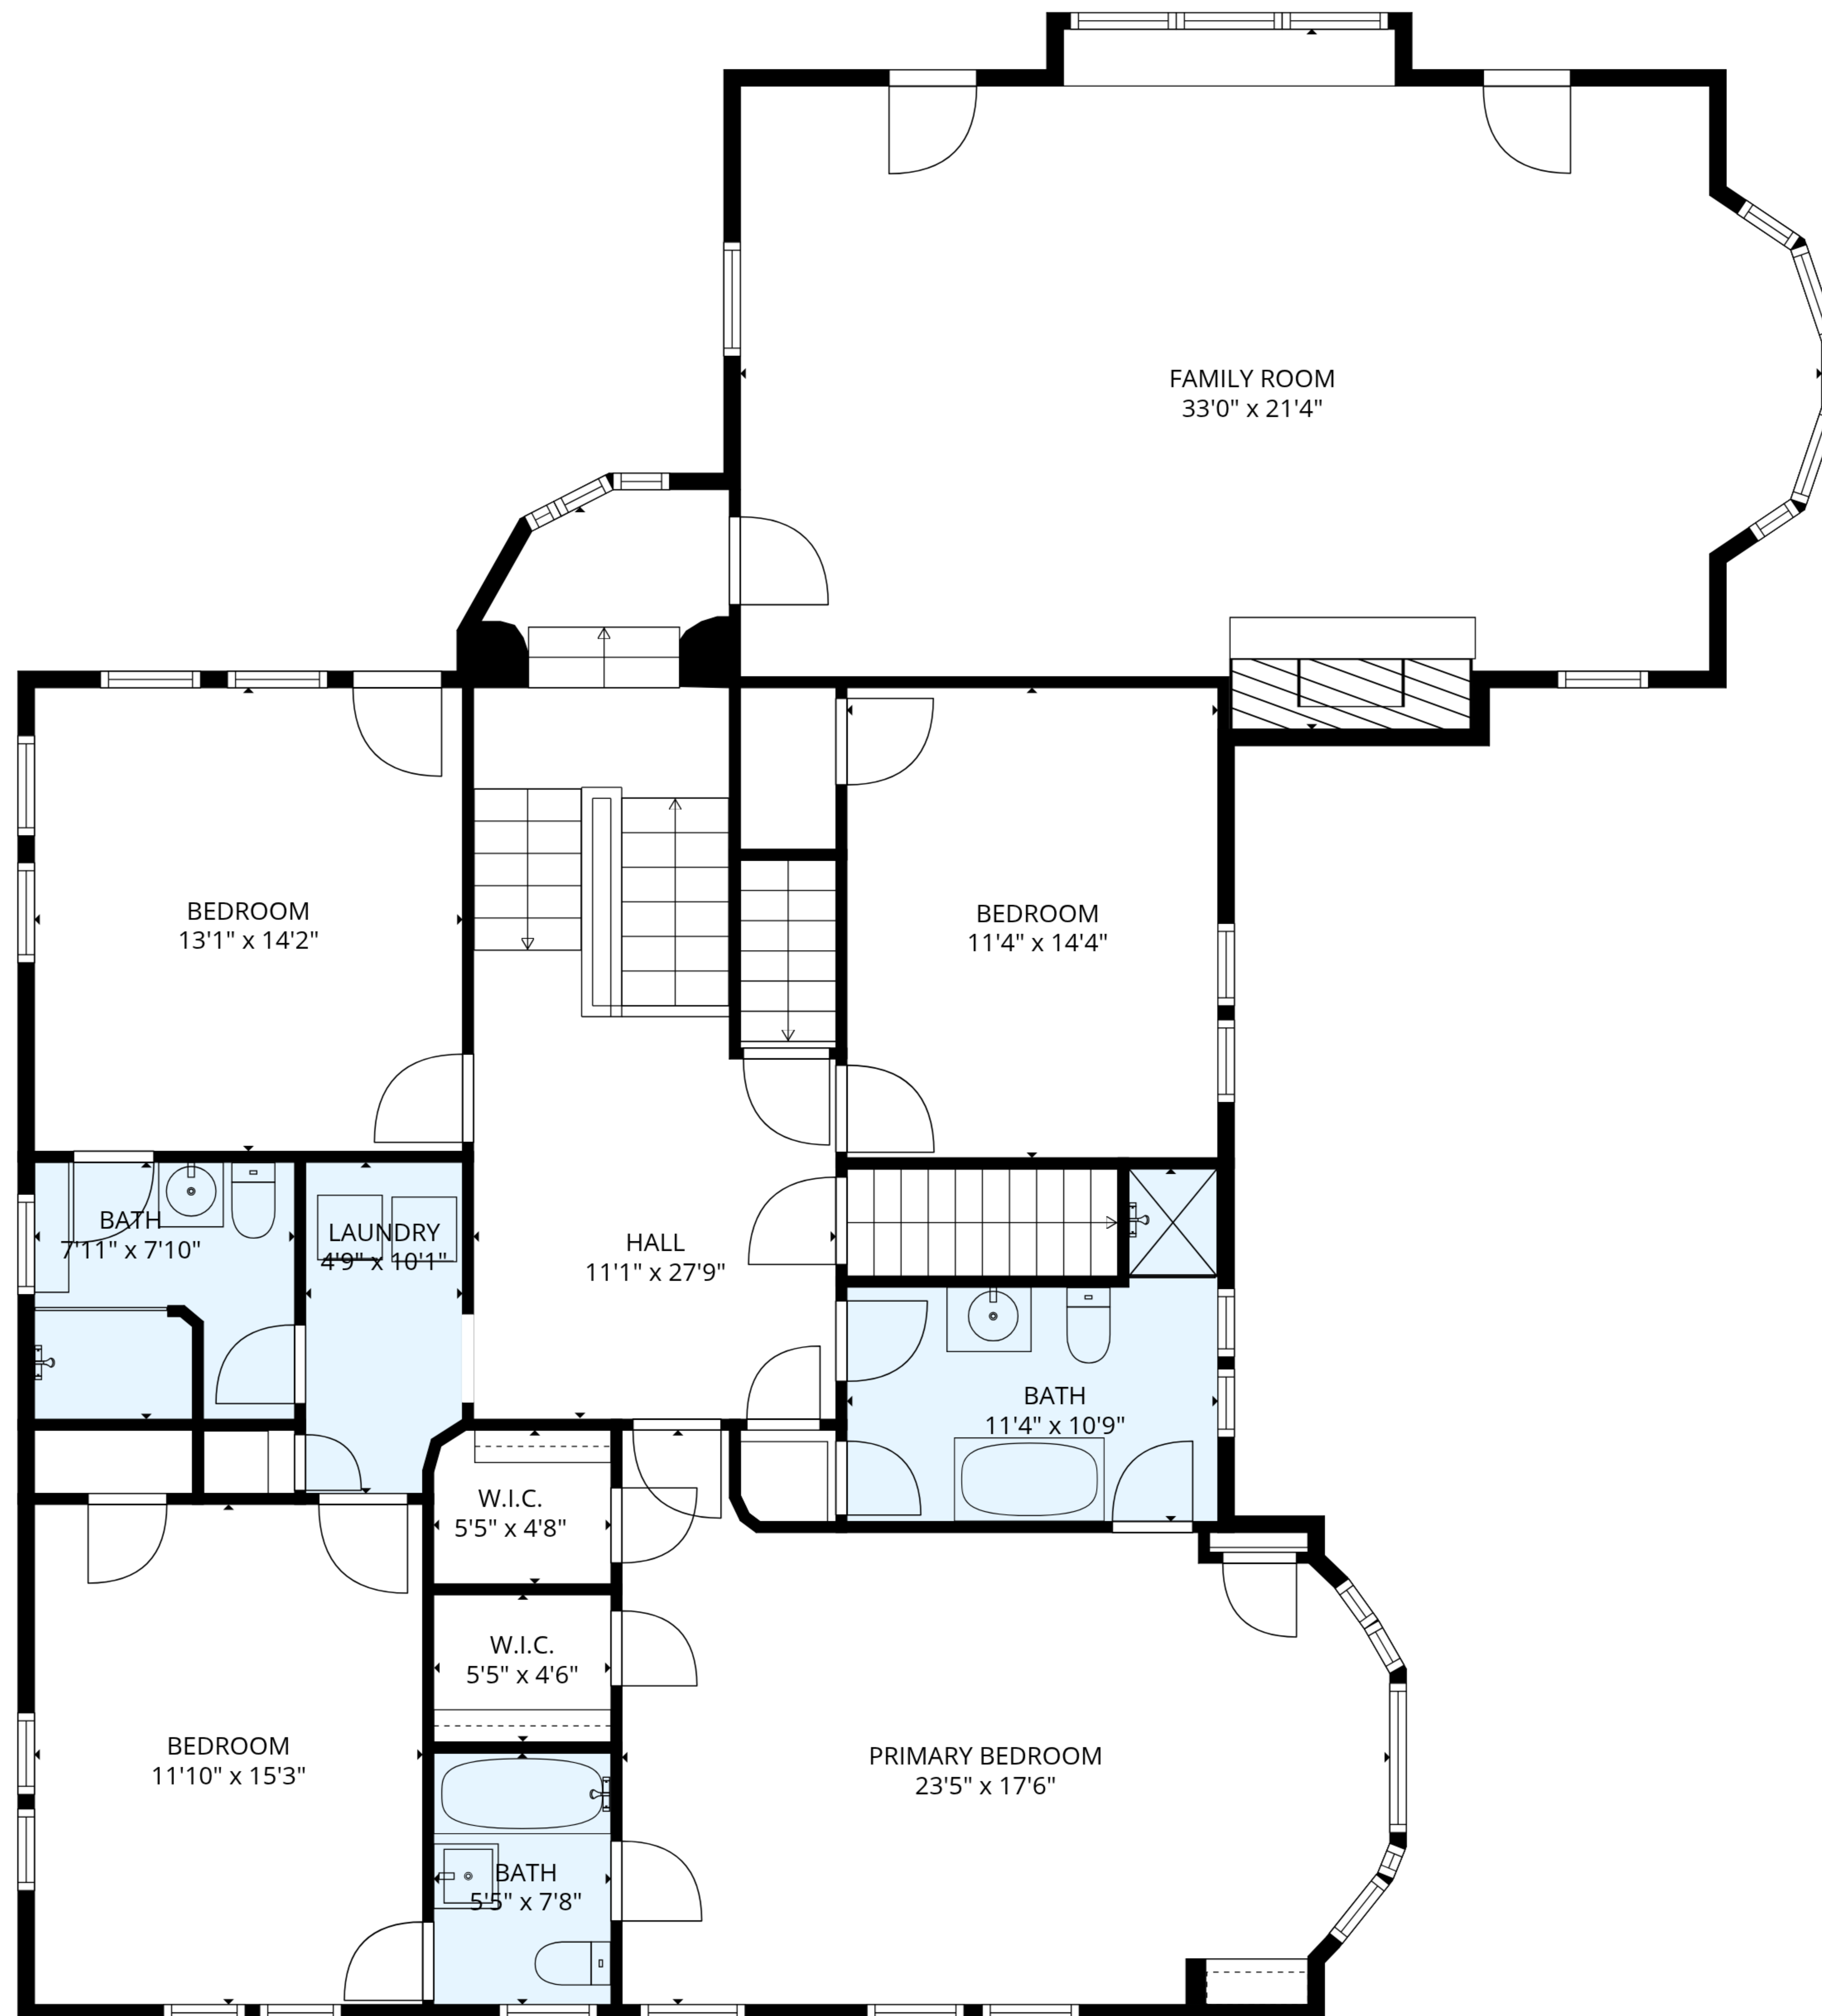 FAMILY ROOM
33'0" x 21'4"
BEDROOM
13'1" x 14'2"
BEDROOM
11'4" x 14'4"
BATH
7'11" x 7'10"
LAUNDRY
4'9" x 10'1"
HALL
11'1" x 27'9"
BATH
11'4" x 10'9"
W.I.C.
5'5" x 4'8"
W.I.C.
5'5" x 4'6"
BEDROOM
11'10" x 15'3"
PRIMARY BEDROOM
23'5" x 17'6"
BATH
5'5" x 7'8"